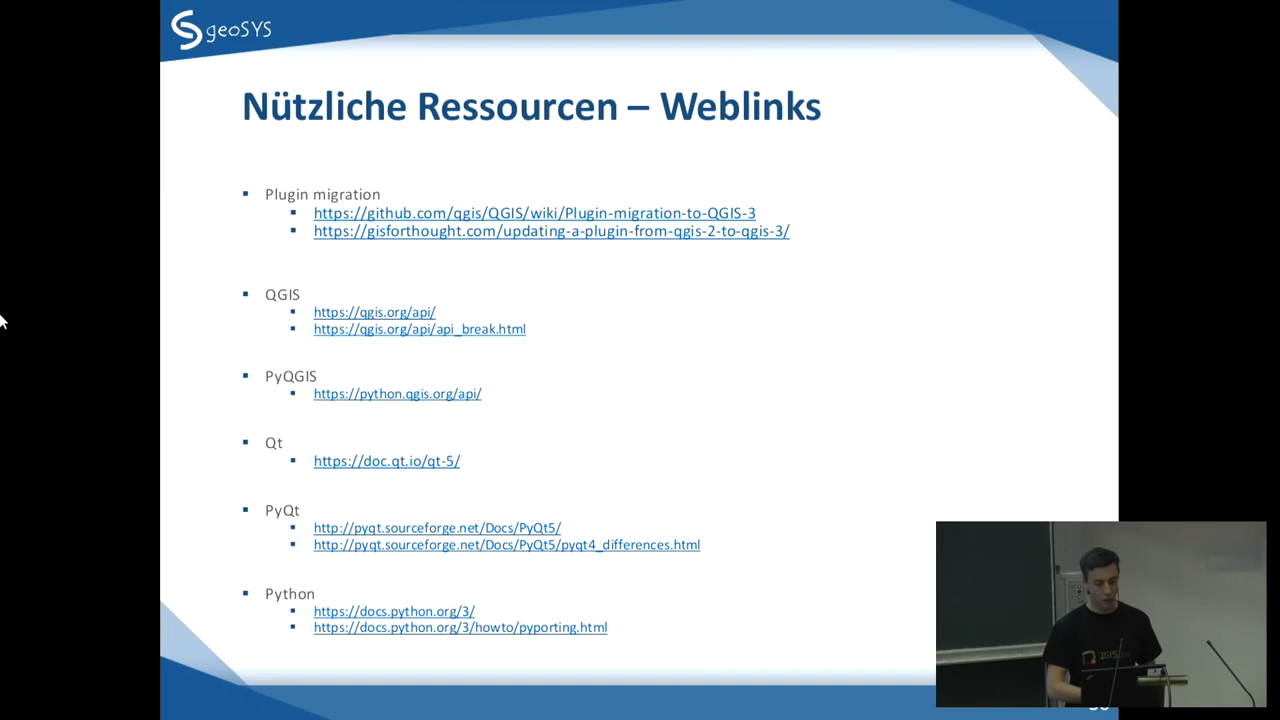 geoSYS
Nützliche Ressourcen – Weblinks
Plugin migration
https://github.com/qgis/QGIS/wiki/Plugin-migration-to-QGIS-3
https://gisforthought.com/updating-a-plugin-from-qgis-2-to-qgis-3/
QGIS
https://qgis.org/api/
https://qgis.org/api/api_break.html
PyQGIS
https://python.qgis.org/api/
Qt
https://doc.qt.io/qt-5/
PyQt
http://pyqt.sourceforge.net/Docs/PyQt5/
http://pyqt.sourceforge.net/Docs/PyQt5/pyqt4_differences.html
Python
https://docs.python.org/3/
https://docs.python.org/3/howto/pyporting.html
QGIS